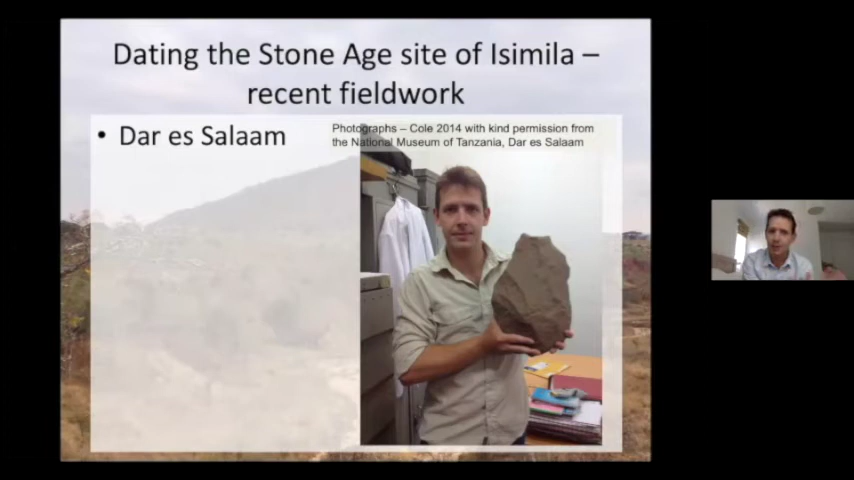 Dating the Stone Age site of Isimila –
recent fieldwork
• Dar es Salaam
Photographs – Cole 2014 with kind permission from
the National Museum of Tanzania, Dar es Salaam